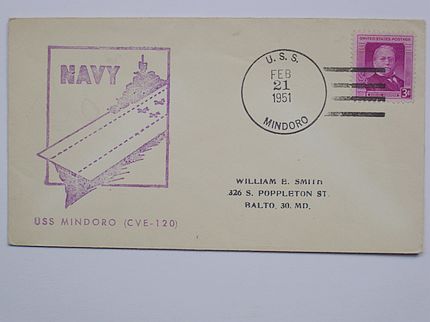 NAVY
USS MINDORO (CVE-120)
U. S. S.
FEB
21
1951
MINDORO
UNITED STATES POSTAGE
3¢
WILLIAM E. SMITH
326 S. POPPLETON ST.
BALTO. 30. MD.